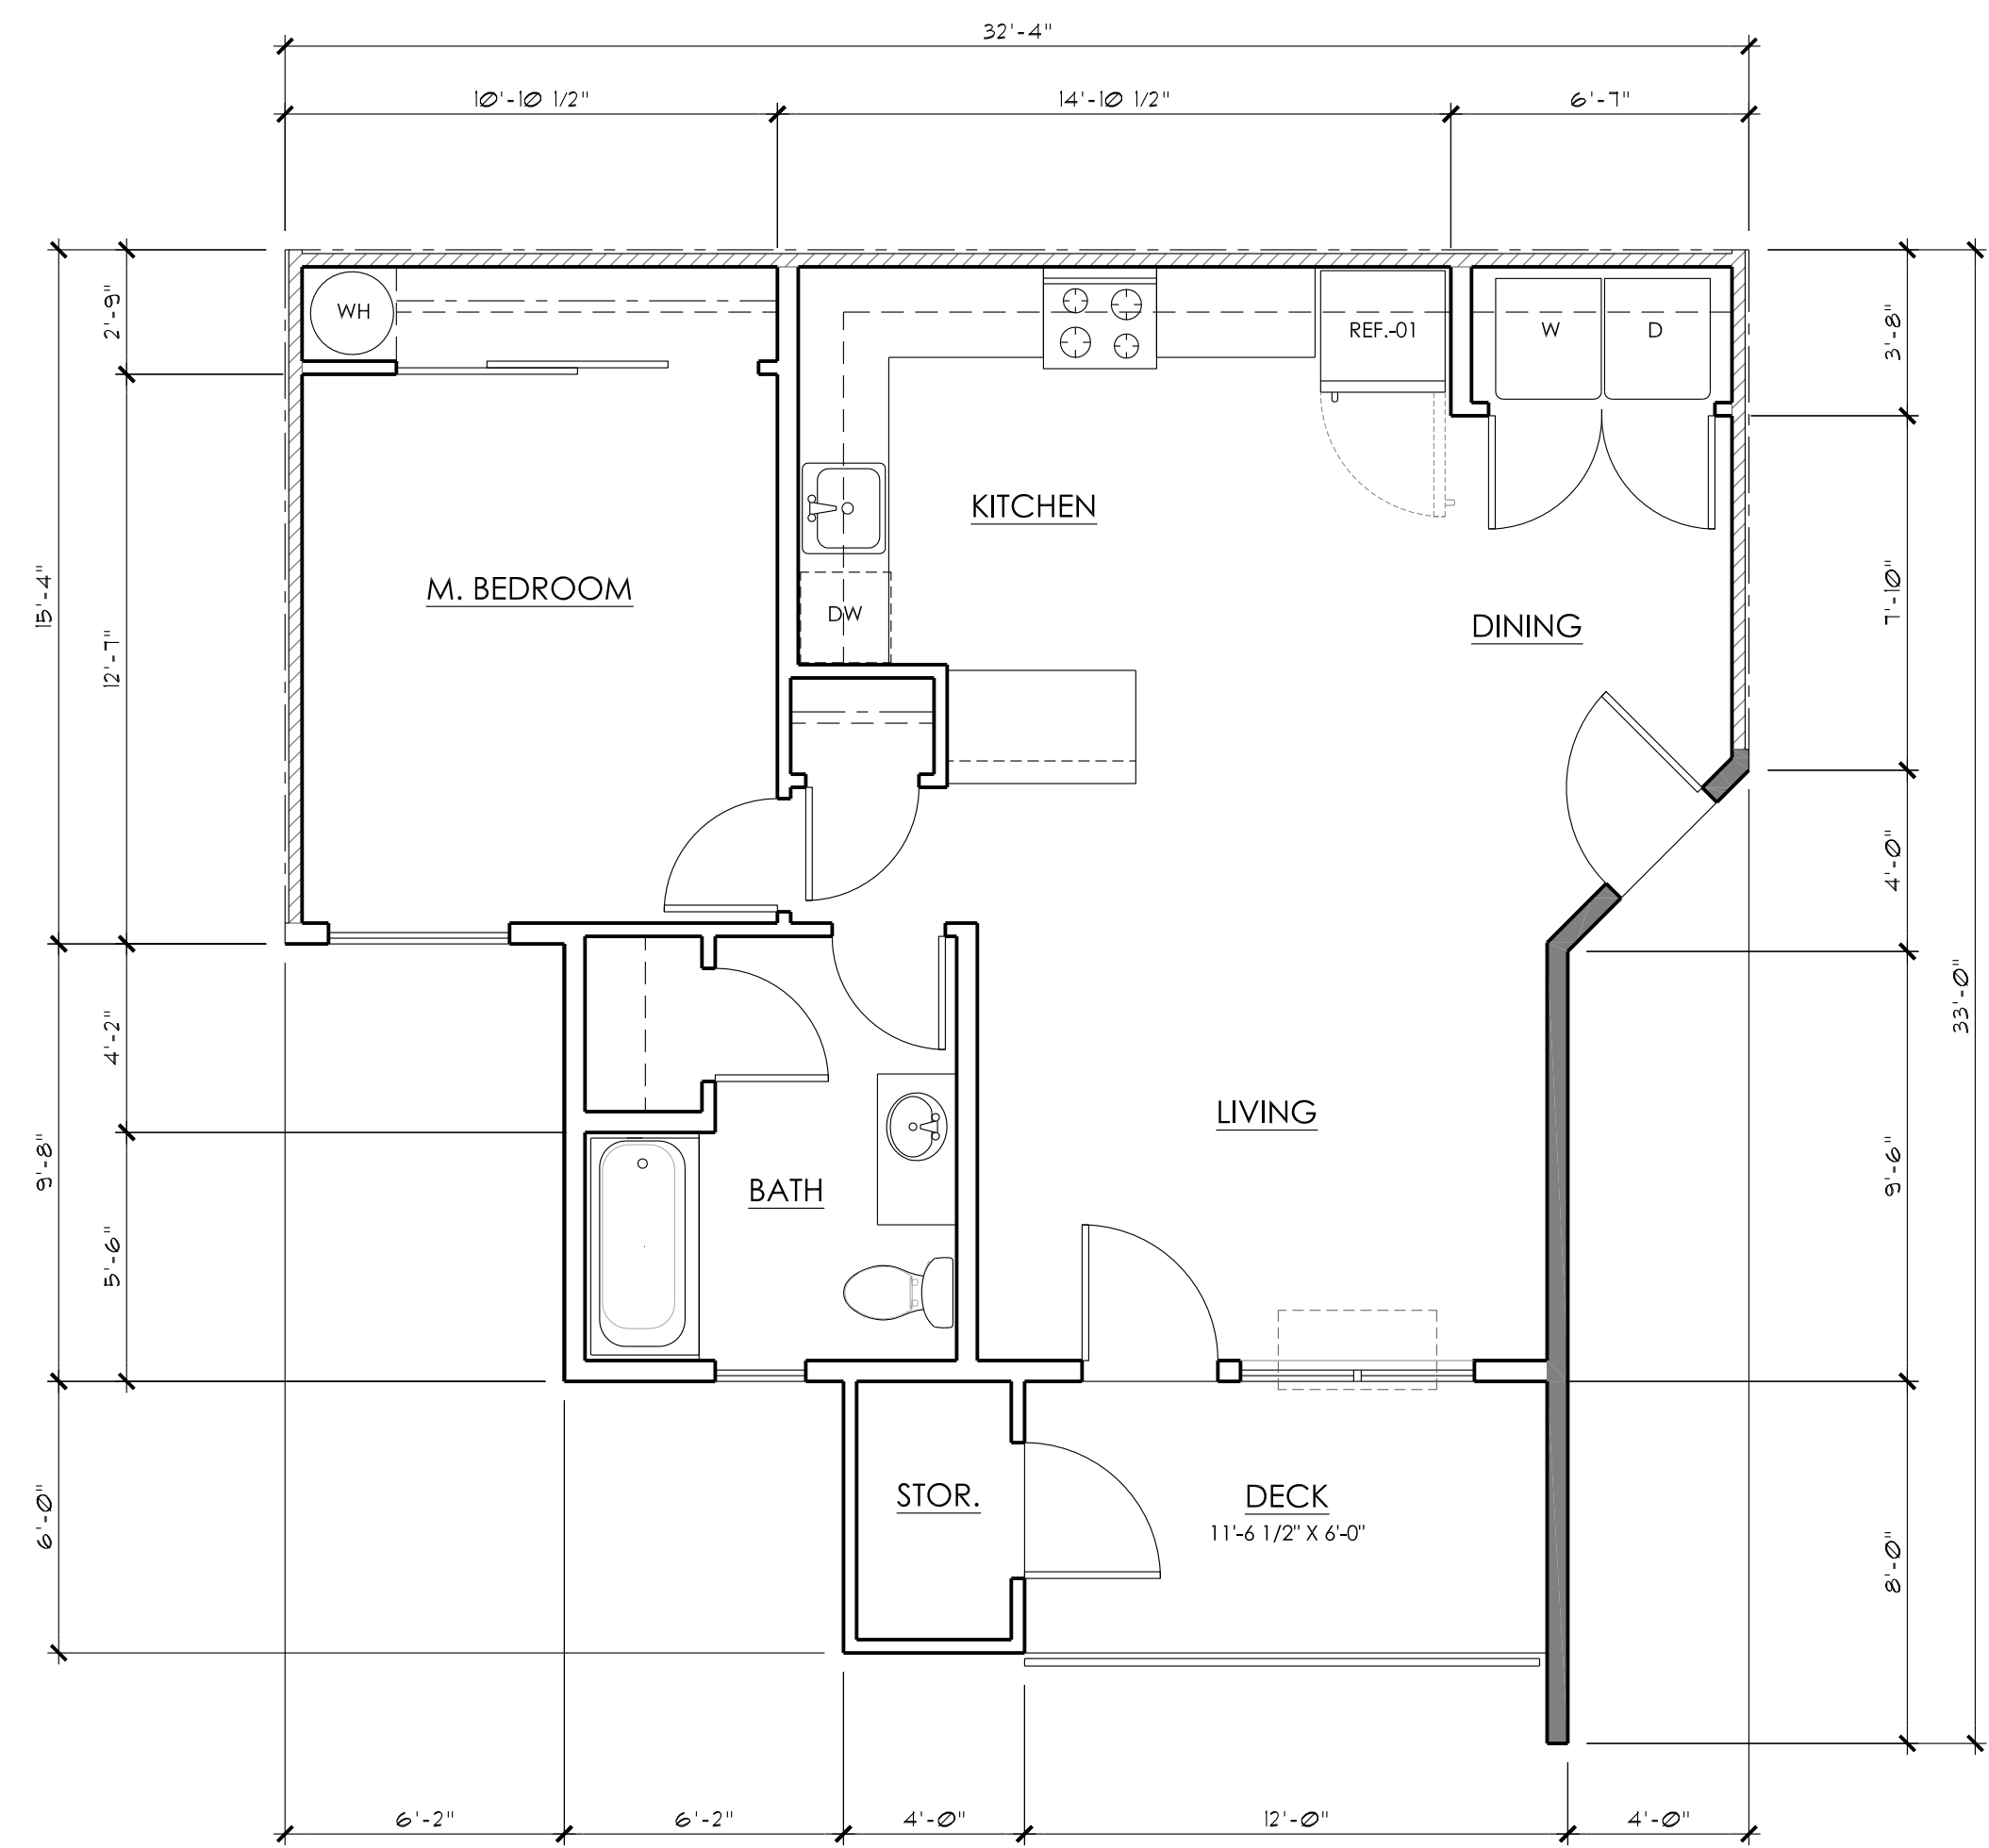 32'-4"
10'-10 1/2"
14'-10 1/2"
6'-7"
2'-9"
WH
REF.-01
W
D
3'-8"
KITCHEN
M. BEDROOM
15'-4"
7'-10"
DW
DINING
12'-7"
4'-0"
33'-0"
4'-2"
LIVING
9'-8"
9'-6"
BATH
5'-6"
STOR.
DECK
11'-6 1/2" X 6'-0"
6'-0"
8'-0"
6'-2"
6'-2"
4'-0"
12'-0"
4'-0"